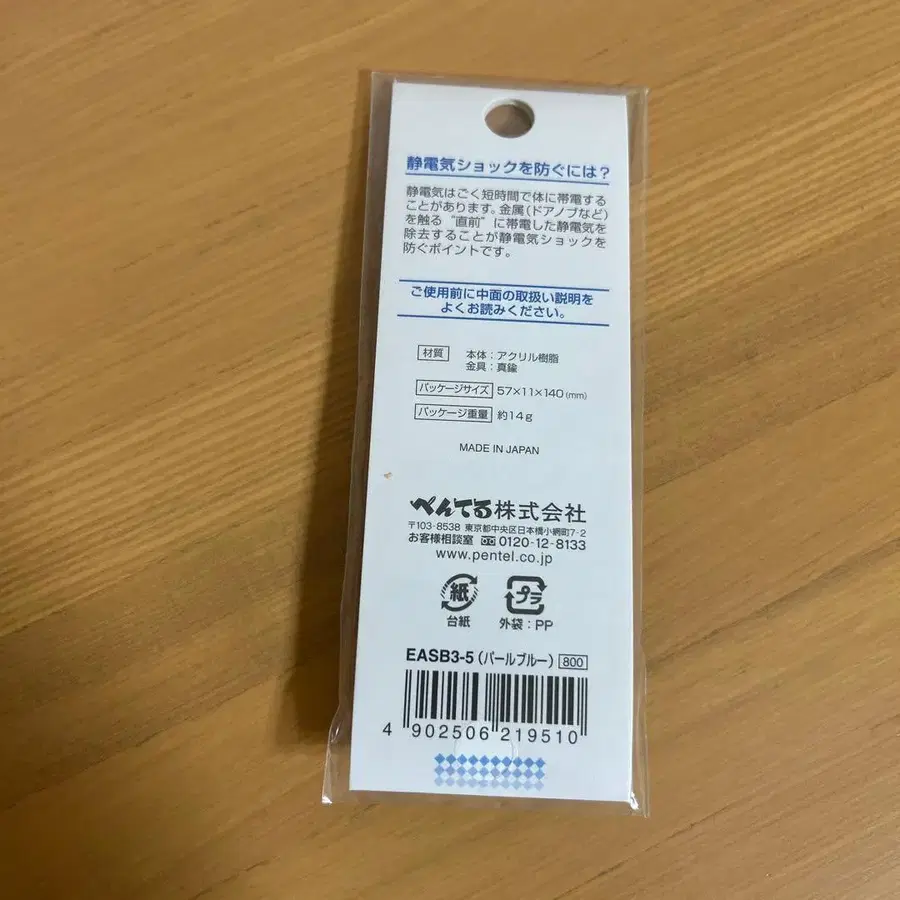 静電気ショックを防ぐには?
静電気はごく短時間で体に帯電する
ことがあります。金属(ドアノブなど)
を触る“直前”に帯電した静電気を
除去することが静電気ショックを
防ぐポイントです。
ご使用前に中面の取扱い説明を
よくお読みください。
材質 本体:アクリル樹脂
金具:真鍮
パッケージサイズ 57×11×140(mm)
パッケージ重量 約14g
MADE IN JAPAN
ぺんてる株式会社
〒103-8538 東京都中央区日本橋小網町7-2
お客様相談室 0120-12-8133
www.pentel.co.jp
紙 プラ
台紙 外袋:PP
EASB3-5(パールブルー) 800
4 902506 219510